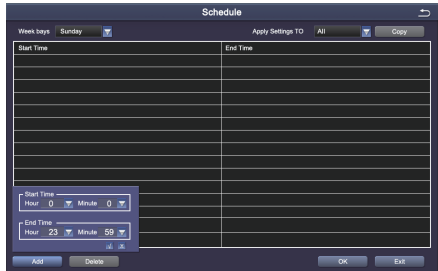 Schedule
Week bays Sunday Apply Settings TO All Copy
Start Time End Time
Start Time
Hour 0 Minute 0
End Time
Hour 23 Minute 59
Add Delete OK Exit